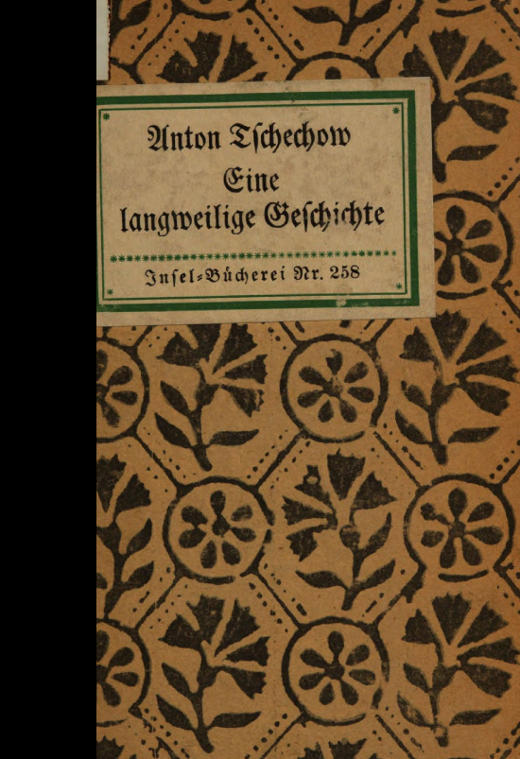 Anton Tschechow
Eine
langweilige Geschichte
Insel-Bücherei Nr. 258